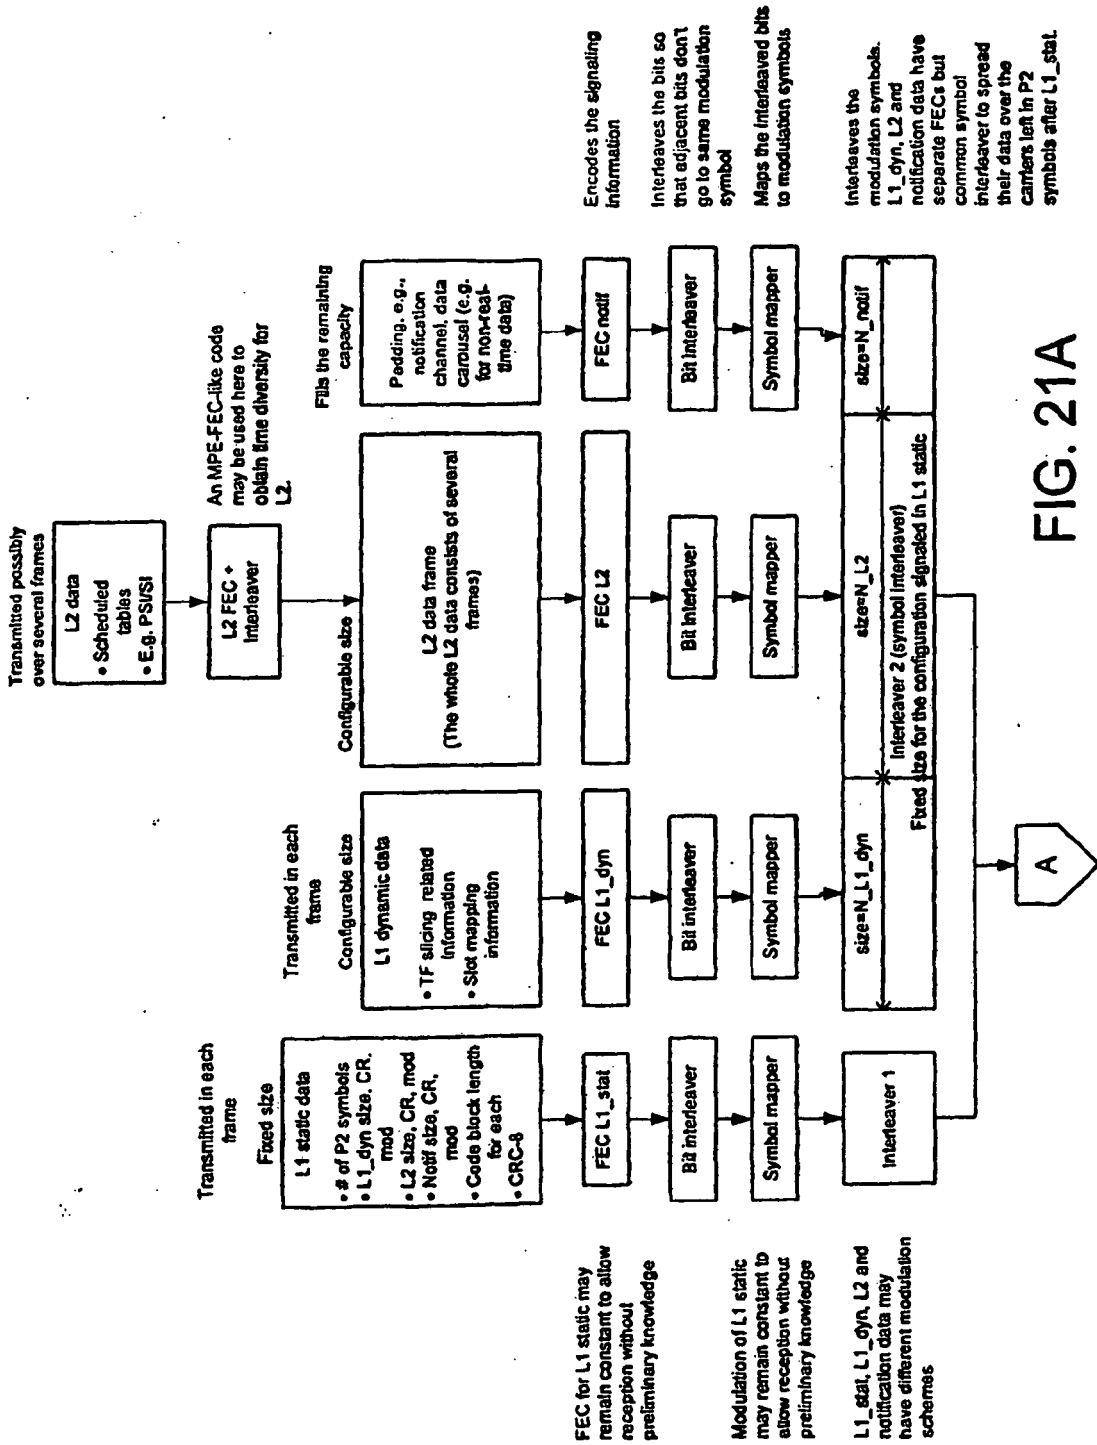 Transmitted possibly
over several frames
L2 data
• Scheduled
tables
• E.g. PSI/SI
L2 FEC +
Interleaver
An MPE-FEC-like code
may be used here to
obtain time diversity for
L2.
Transmitted in each
frame
Fixed size
L1 static data
• # of P2 symbols
• L1_dyn size, CR,
mod
• L2 size, CR, mod
• Notif size, CR,
mod
• Code block length
for each
• CRC-8
Transmitted in each
frame
Configurable size
L1 dynamic data
• TF slicing related
information
• Slot mapping
information
Configurable size
L2 data frame
(The whole L2 data consists of several
frames)
Fills the remaining
capacity
Padding, e.g.,
notification
channel, data
carousel (e.g.
for non-real-
time data)
FEC for L1 static may
remain constant to allow
reception without
preliminary knowledge
FEC L1_stat
FEC L1_dyn
FEC L2
FEC notif
Encodes the signaling
information
Bit interleaver
Bit interleaver
Bit interleaver
Bit interleaver
Interleaves the bits so
that adjacent bits don't
go to same modulation
symbol
Modulation of L1 static
may remain constant to
allow reception without
preliminary knowledge
Symbol mapper
Symbol mapper
Symbol mapper
Symbol mapper
Maps the interleaved bits
to modulation symbols
L1_stat, L1_dyn, L2 and
notification data may
have different modulation
schemes
Interleaver 1
size=N_L1_dyn
size=N_L2
size=N_notif
Interleaver 2 (symbol interleaver)
Fixed size for the configuration signaled in L1 static
Interleaves the
modulation symbols.
L1_dyn, L2 and
notification data have
separate FECs but
common symbol
interleaver to spread
their data over the
carriers left in P2
symbols after L1_stat.
A
FIG. 21A